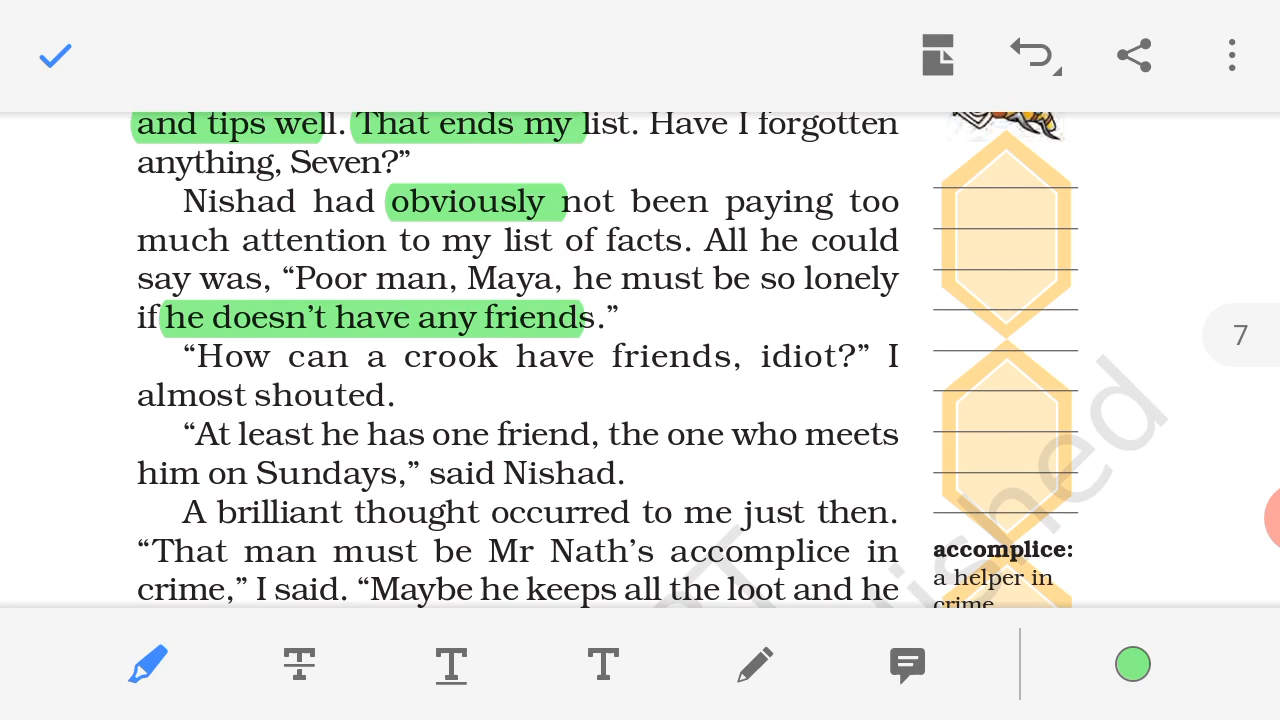 and tips well. That ends my list. Have I forgotten
anything, Seven?”
Nishad had obviously not been paying too
much attention to my list of facts. All he could
say was, “Poor man, Maya, he must be so lonely
if he doesn’t have any friends.”
“How can a crook have friends, idiot?” I
almost shouted.
“At least he has one friend, the one who meets
him on Sundays,” said Nishad.
A brilliant thought occurred to me just then.
“That man must be Mr Nath’s accomplice in
crime,” I said. “Maybe he keeps all the loot and he
accomplice:
a helper in
crime
7